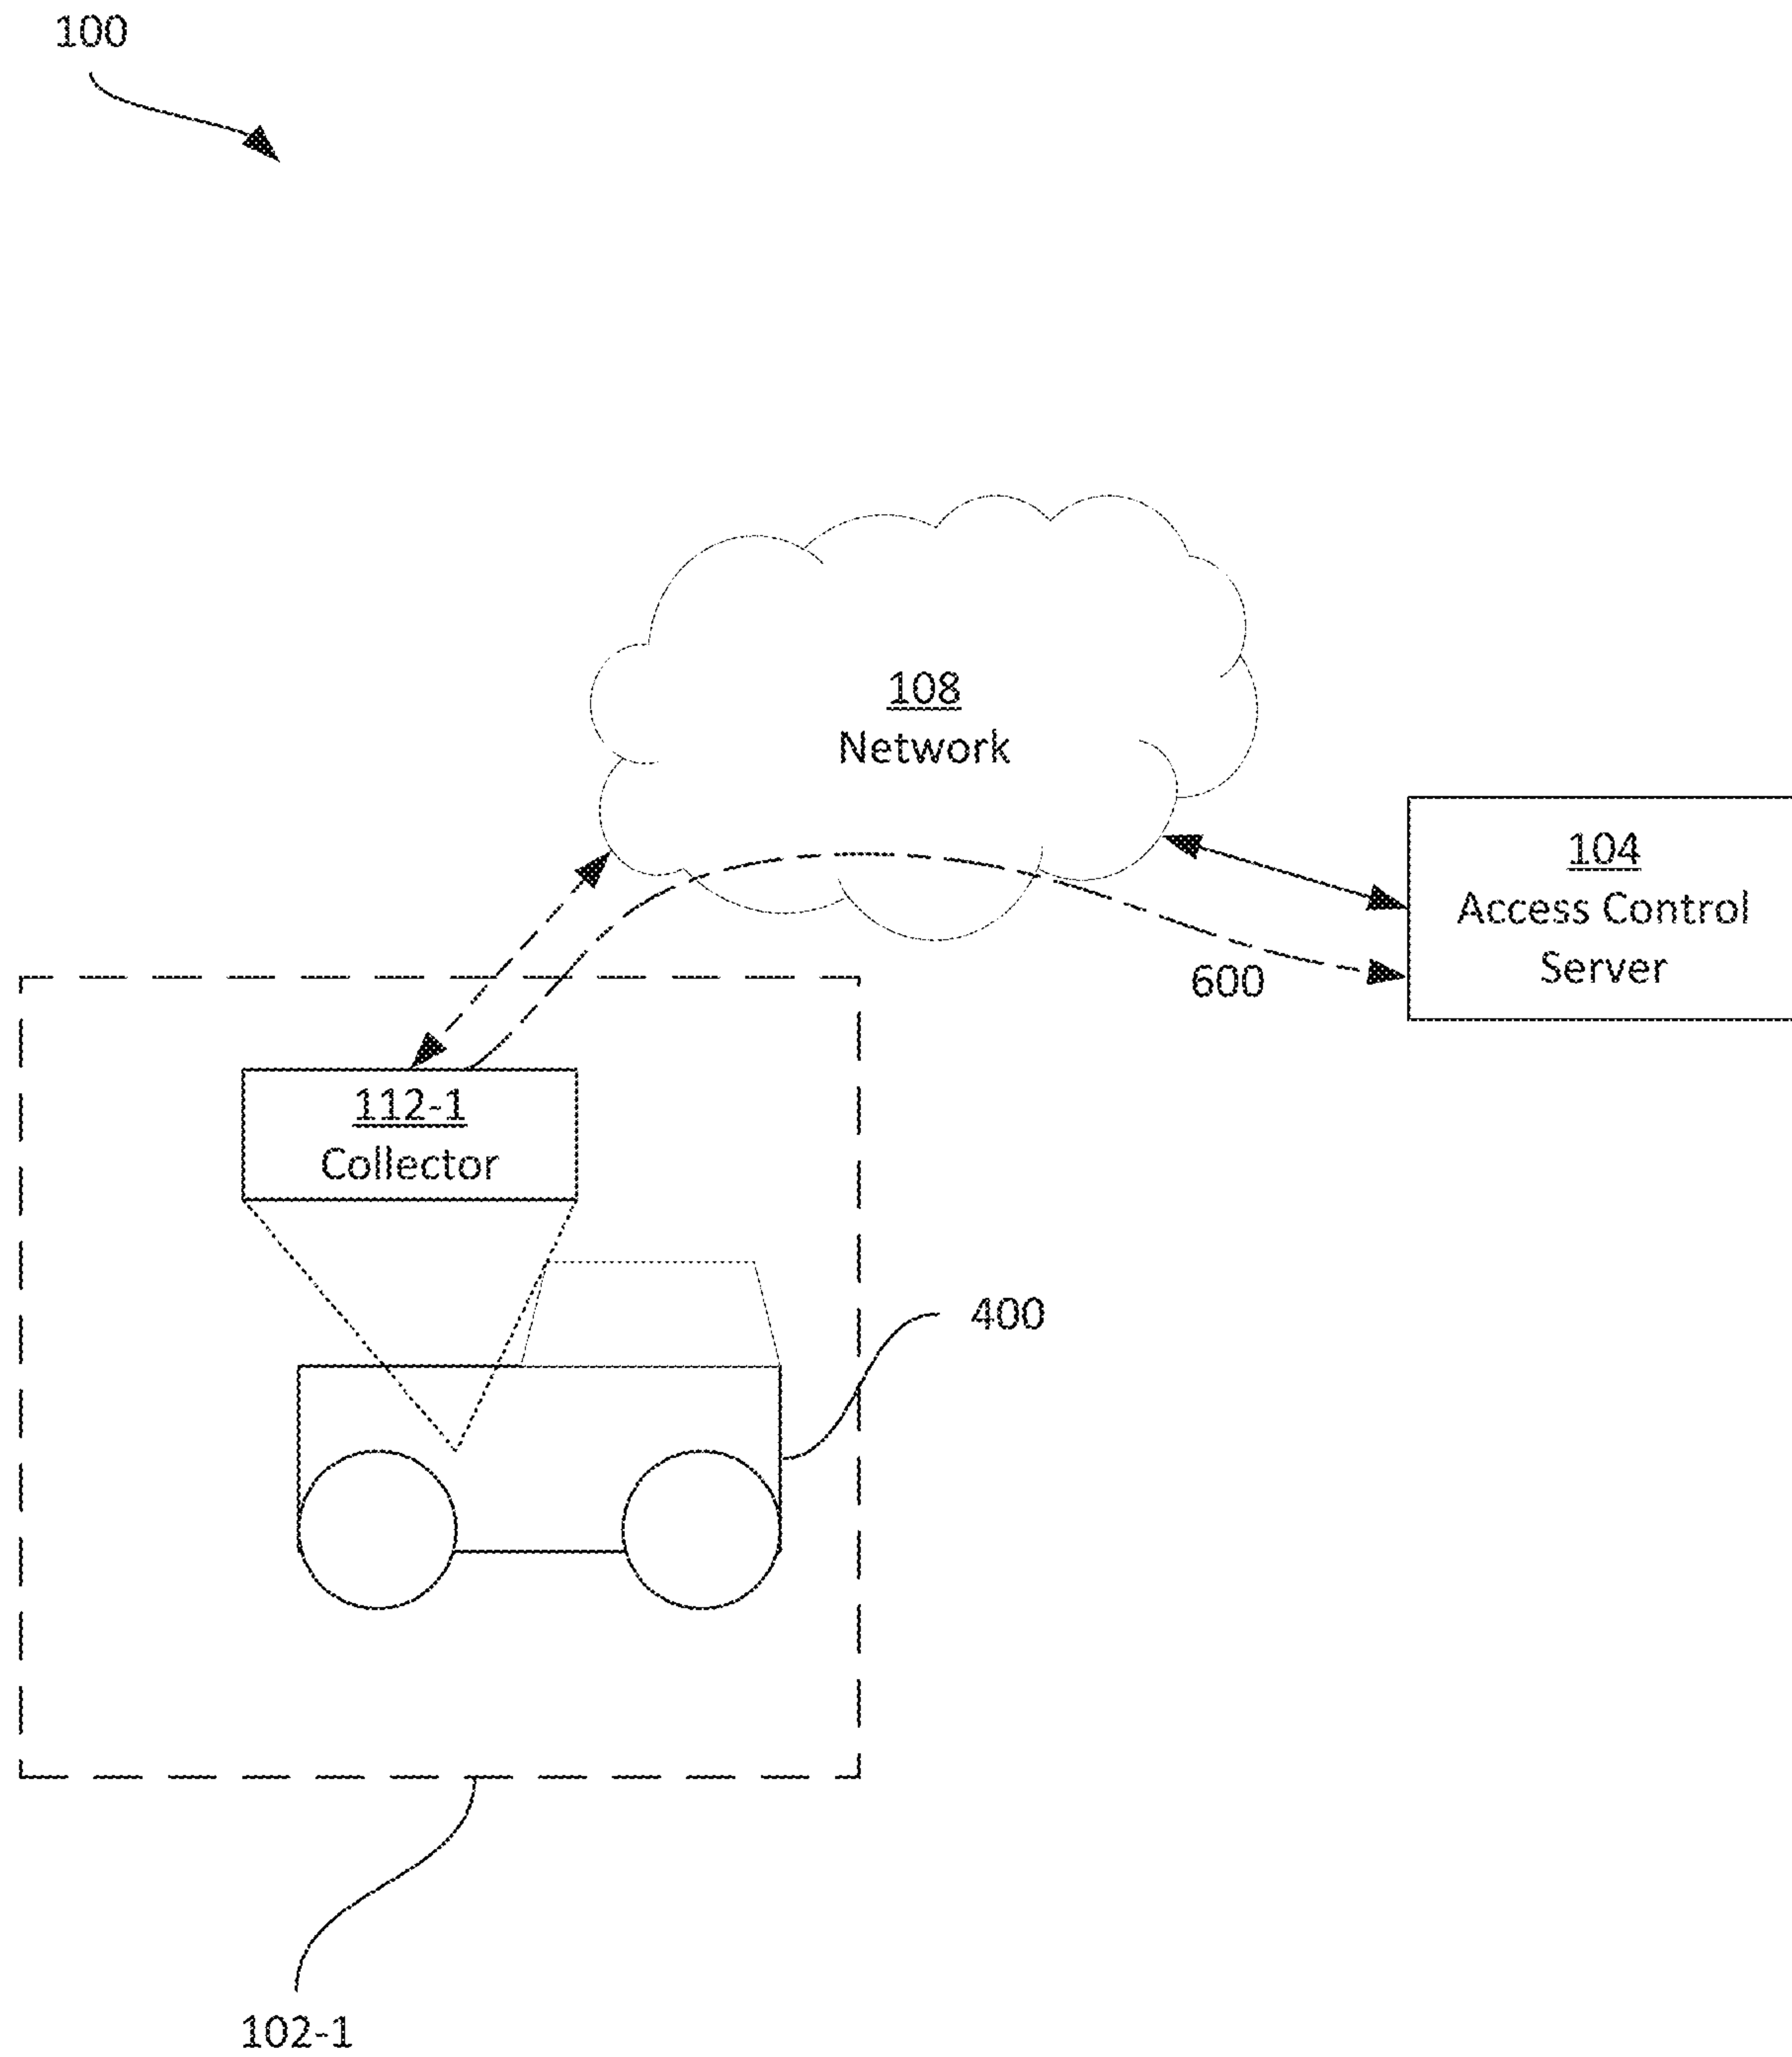 100
108
Network
104
Access Control
Server
600
112-1
Collector
400
102-1